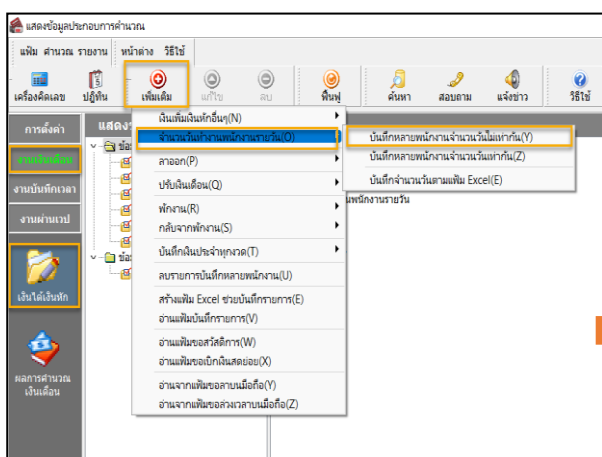 แสดงข้อมูลประกอบการคำนวณ
แฟ้ม คำนวณ รายงาน หน้าต่าง วิธีใช้
เครื่องคิดเลข ปฏิทิน เพิ่มเติม แก้ไข ลบ พื้นฟู ค้นหา สอบถาม แจ้งข่าว วิธีใช้
การตั้งค่า
งานเงินเดือน
งานบันทึกเวลา
งานผ่านเวป
เงินได้เงินหัก
ผลการคำนวณ
เงินเดือน
เงินเพิ่มเงินหักอื่นๆ(N)
จำนวนวันทำงานพนักงานรายวัน(O)
ลาออก(P)
ปรับเงินเดือน(Q)
พักงาน(R)
กลับจากพักงาน(S)
บันทึกเงินประจำทุกงวด(T)
ลบรายการบันทึกหลายพนักงาน(U)
สร้างแฟ้ม Excel ช่วยบันทึกรายการ(E)
อ่านแฟ้มบันทึกรายการ(V)
อ่านแฟ้มขอสวัสดิการ(W)
อ่านแฟ้มขอเบิกเงินสดย่อย(X)
อ่านจากแฟ้มขอลาบนมือถือ(Y)
อ่านจากแฟ้มขอล่วงเวลาบนมือถือ(Z)
บันทึกหลายพนักงานจำนวนวันไม่เท่ากัน(Y)
บันทึกหลายพนักงานจำนวนวันเท่ากัน(Z)
บันทึกจำนวนวันตามแฟ้ม Excel(E)
นพนักงานรายวัน